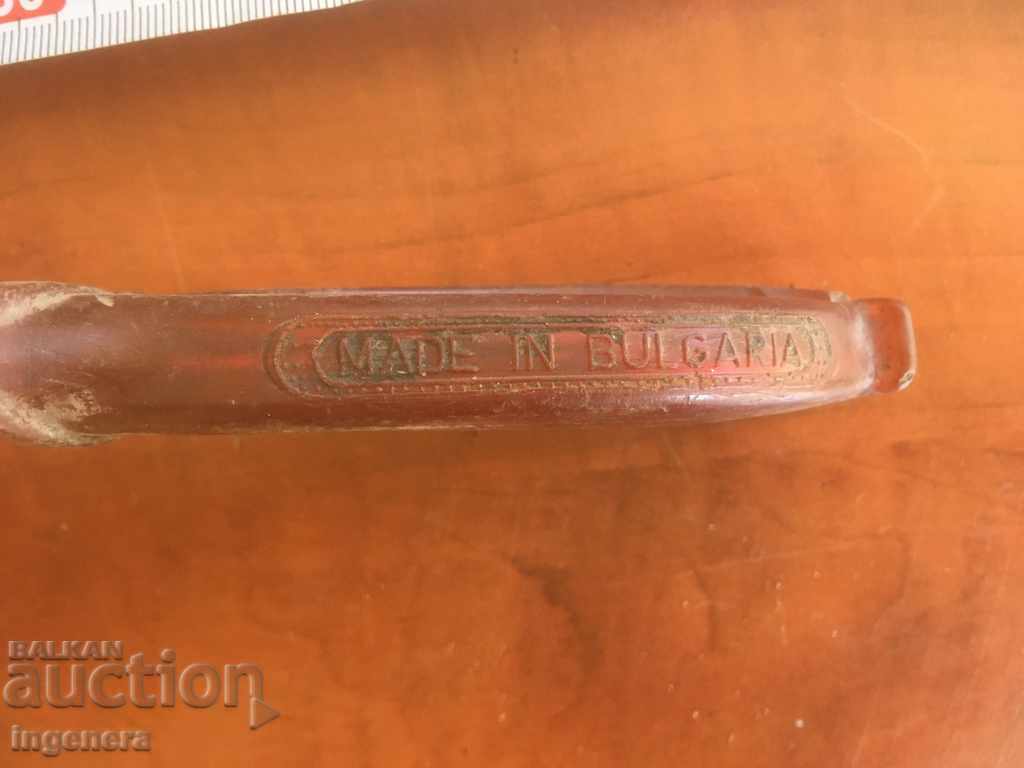 MADE IN BULGARIA
BALKAN
auction
ingenera